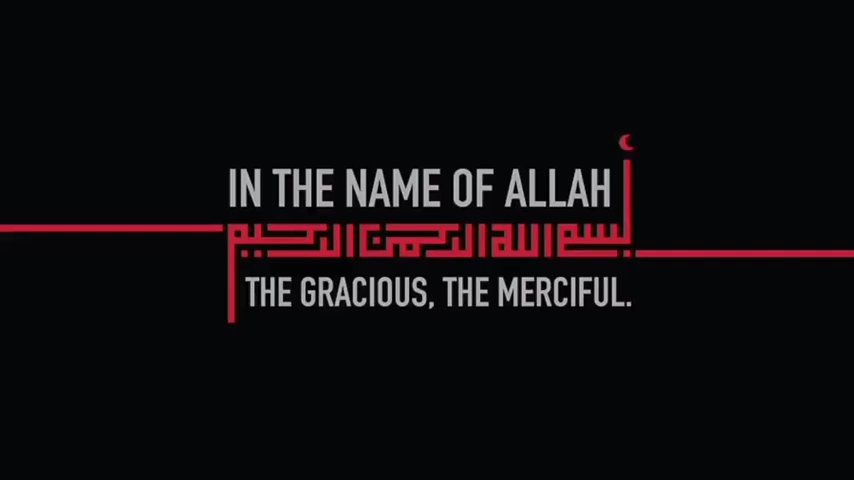 IN THE NAME OF ALLAH
بسم الله الرحمن الرحيم
THE GRACIOUS, THE MERCIFUL.